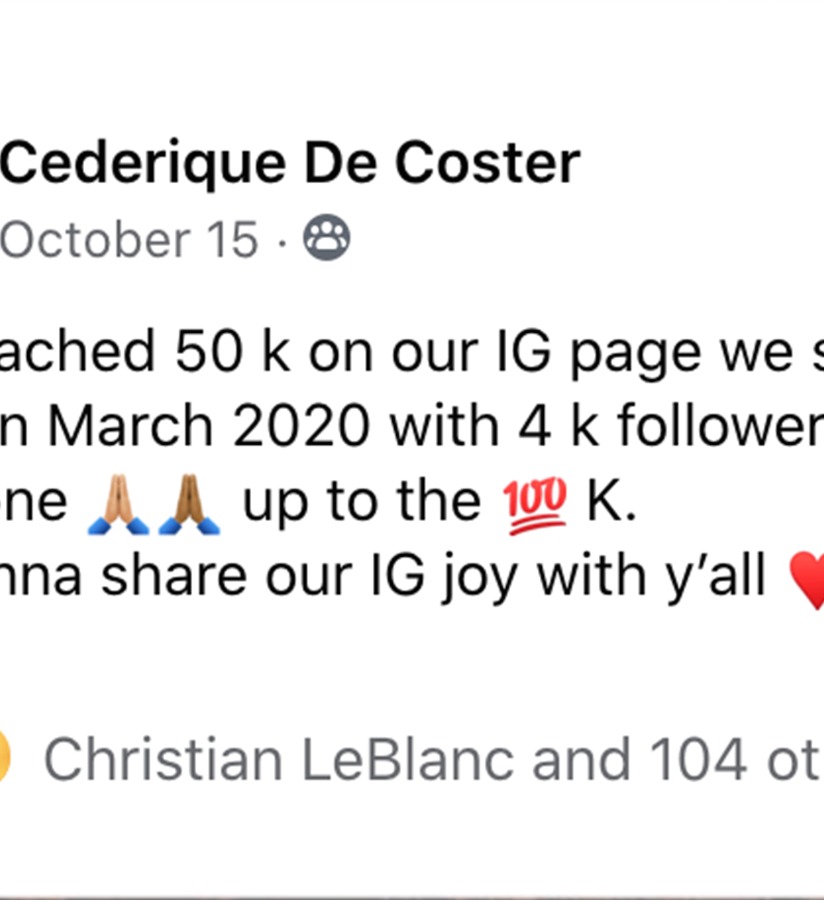 Cederique De Coster
October 15 ·
ached 50 k on our IG page we s
n March 2020 with 4 k follower
ne 🙏🏼🙏🏾 up to the 💯 K.
nna share our IG joy with y’all ❤️
Christian LeBlanc and 104 ot